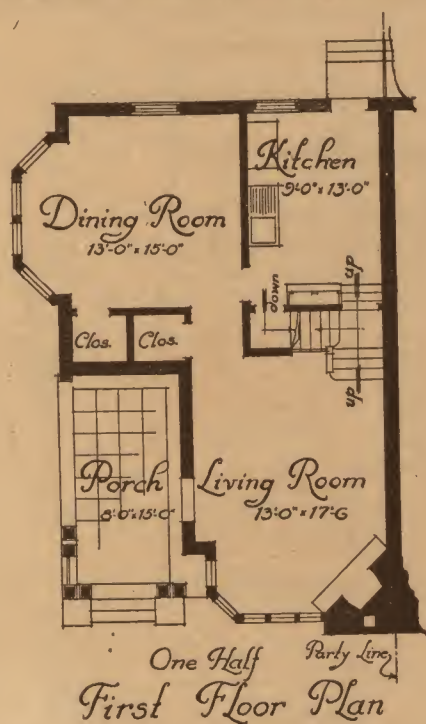 Kitchen
9'-0" x 13'-0"
Dining Room
13'-0" x 15'-0"
down
up
up
Clos.
Clos.
Porch
8'-0" x 15'-0"
Living Room
13'-0" x 17'-6
One Half
Party Line
First Floor Plan